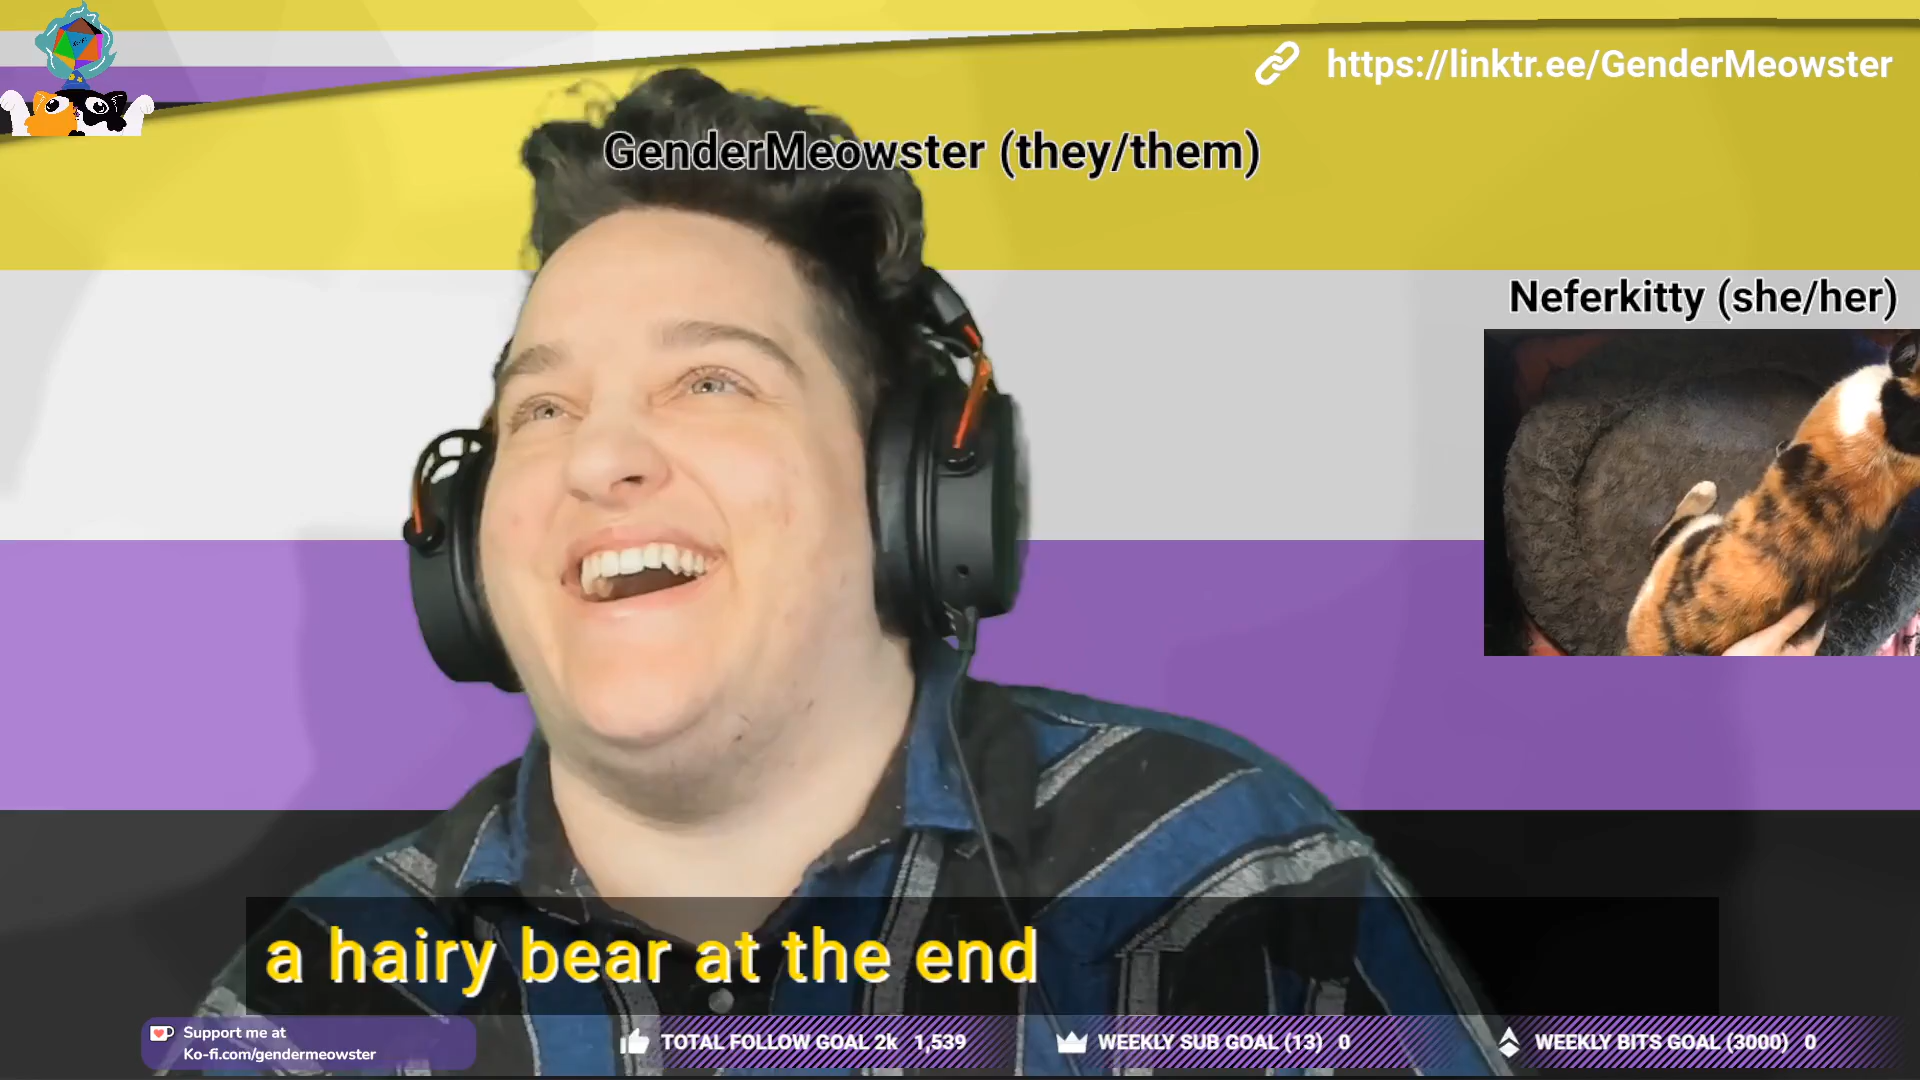 https://linktr.ee/GenderMeowster
GenderMeowster (they/them)
Neferkitty (she/her)
a hairy bear at the end
Support me at
Ko-fi.com/gendermeowster
TOTAL FOLLOW GOAL 2k 1,539
WEEKLY SUB GOAL (13) 0
WEEKLY BITS GOAL (3000) 0